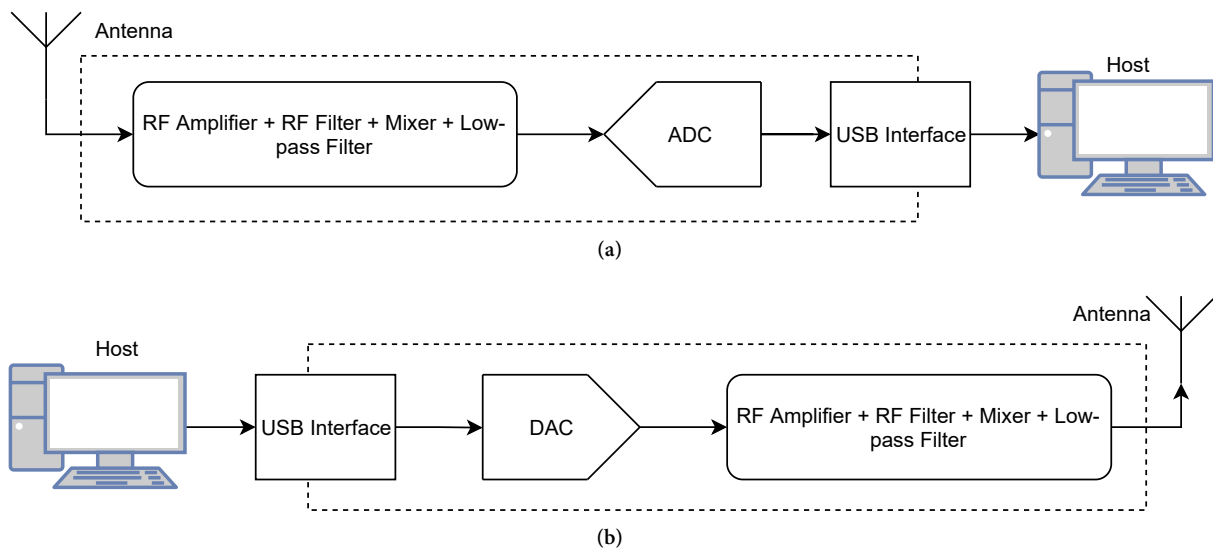 Antenna
Host
RF Amplifier + RF Filter + Mixer + Low-
pass Filter
ADC
USB Interface
(a)
Antenna
Host
USB Interface
DAC
RF Amplifier + RF Filter + Mixer + Low-
pass Filter
(b)